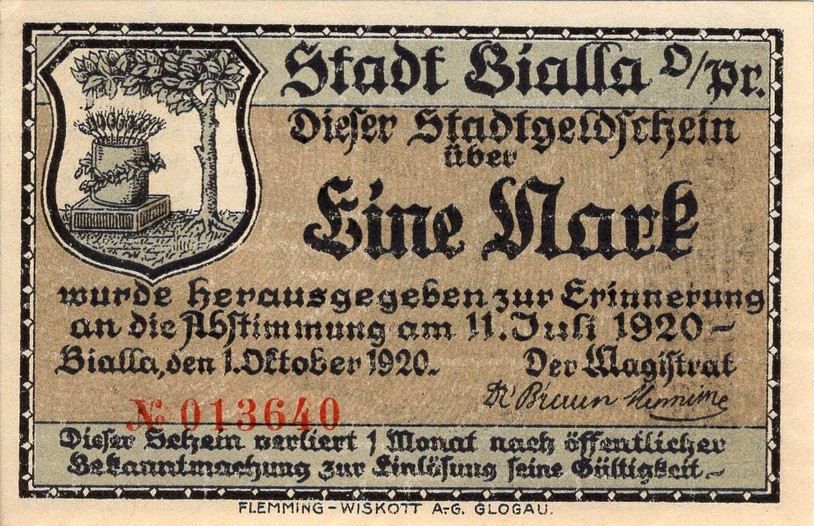 Stadt Bialla O/Pr.
Dieser Stadtgeldschein
über
Eine Mark
wurde herausgegeben zur Erinnerung
an die Abstimmung am 11. Juli 1920 –
Bialla, den 1. Oktober 1920. Der Magistrat
Dr Braun
№ 013640
Dieser Schein verliert 1 Monat nach öffentlicher
Bekanntmachung zur Einlösung seine Gültigkeit –
FLEMMING-WISKOTT A.-G. GLOGAU.